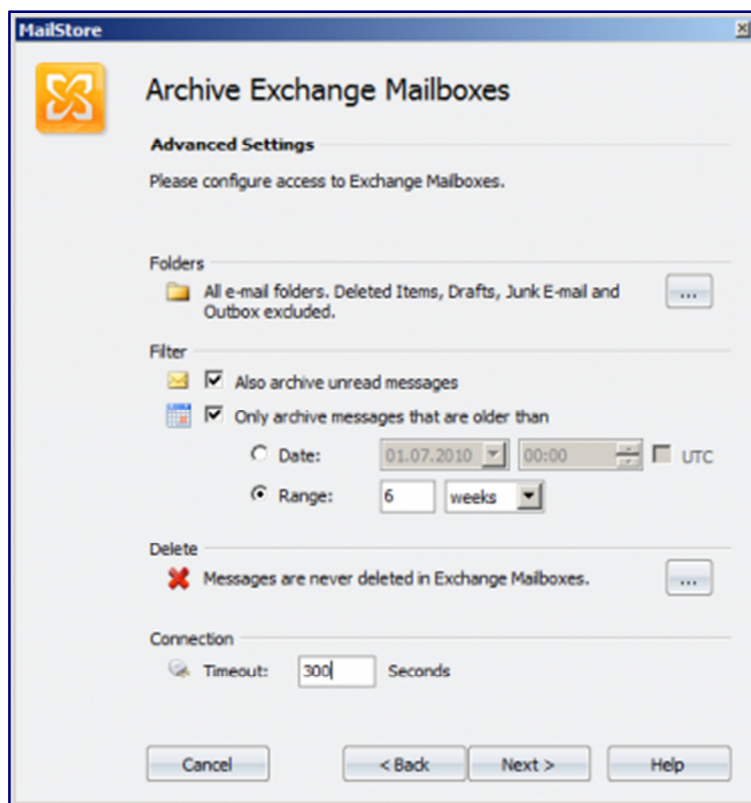 MailStore
Archive Exchange Mailboxes
Advanced Settings
Please configure access to Exchange Mailboxes.
Folders
All e-mail folders. Deleted Items, Drafts, Junk E-mail and
Outbox excluded.
...
Filter
Also archive unread messages
Only archive messages that are older than
Date: 01.07.2010 00:00 UTC
Range: 6 weeks
Delete
Messages are never deleted in Exchange Mailboxes.
...
Connection
Timeout: 300 Seconds
Cancel < Back Next > Help